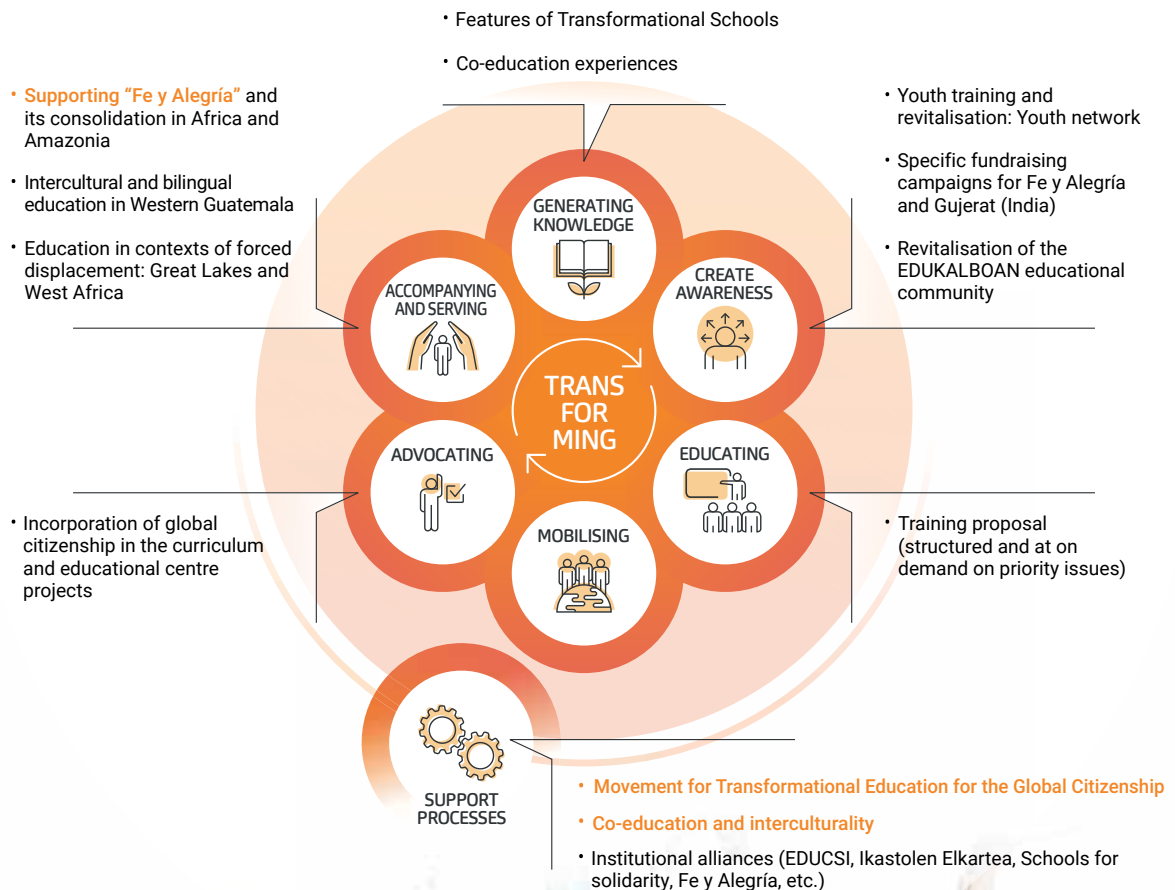 • Features of Transformational Schools
• Co-education experiences
• Supporting “Fe y Alegría” and
its consolidation in Africa and
Amazonia
• Intercultural and bilingual
education in Western Guatemala
• Education in contexts of forced
displacement: Great Lakes and
West Africa
• Youth training and
revitalisation: Youth network
• Specific fundraising
campaigns for Fe y Alegría
and Gujerat (India)
• Revitalisation of the
EDUKALBOAN educational
community
GENERATING
KNOWLEDGE
ACCOMPANYING
AND SERVING
CREATE
AWARENESS
TRANS
FOR
MING
ADVOCATING
EDUCATING
MOBILISING
• Incorporation of global
citizenship in the curriculum
and educational centre
projects
• Training proposal
(structured and at on
demand on priority issues)
SUPPORT
PROCESSES
• Movement for Transformational Education for the Global Citizenship
• Co-education and interculturality
• Institutional alliances (EDUCSI, Ikastolen Elkartea, Schools for
solidarity, Fe y Alegría, etc.)